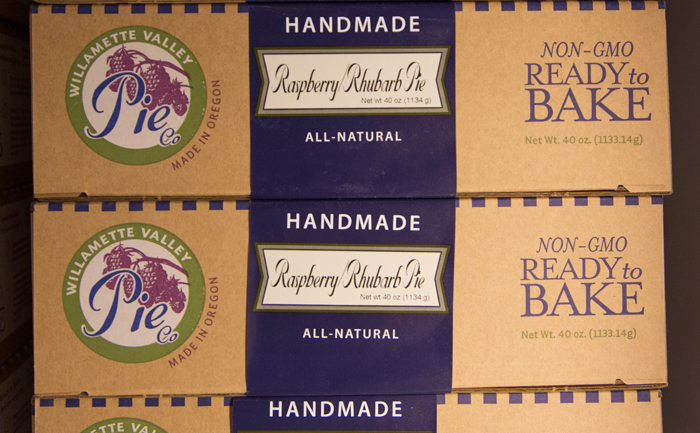 WILLAMETTE VALLEY
Pie Co
MADE IN OREGON
HANDMADE
Raspberry/Rhubarb Pie
Net wt 40 oz (1134 g)
ALL-NATURAL
NON-GMO
READY to
BAKE
Net Wt. 40 oz. (1133.14g)
WILLAMETTE VALLEY
Pie Co
MADE IN OREGON
HANDMADE
Raspberry/Rhubarb Pie
Net wt 40 oz (1134 g)
ALL-NATURAL
NON-GMO
READY to
BAKE
Net Wt. 40 oz. (1133.14g)
HANDMADE